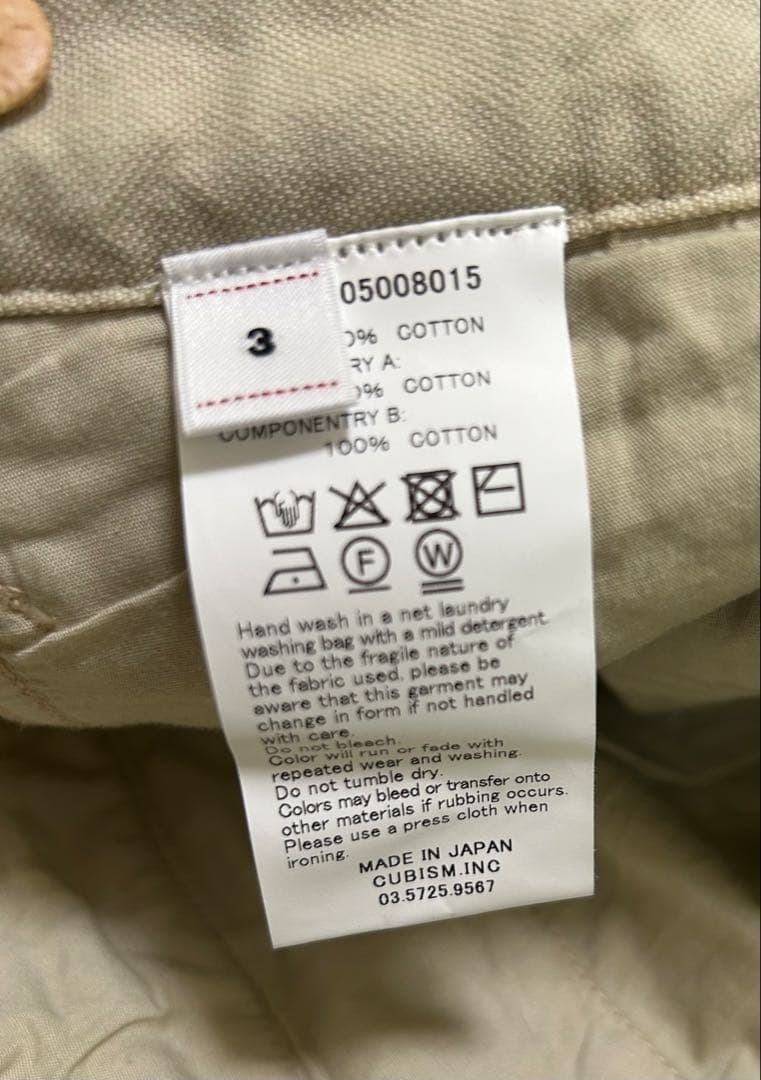 3
05008015
0% COTTON
RY A:
0% COTTON
COMPONENTRY B:
100% COTTON
F
W
Hand wash in a net laundry
washing bag with a mild detergent.
Due to the fragile nature of
the fabric used, please be
aware that this garment may
change in form if not handled
with care.
Do not bleach.
Color will run or fade with
repeated wear and washing.
Do not tumble dry.
Colors may bleed or transfer onto
other materials if rubbing occurs.
Please use a press cloth when
ironing.
MADE IN JAPAN
CUBISM.INC
03.5725.9567